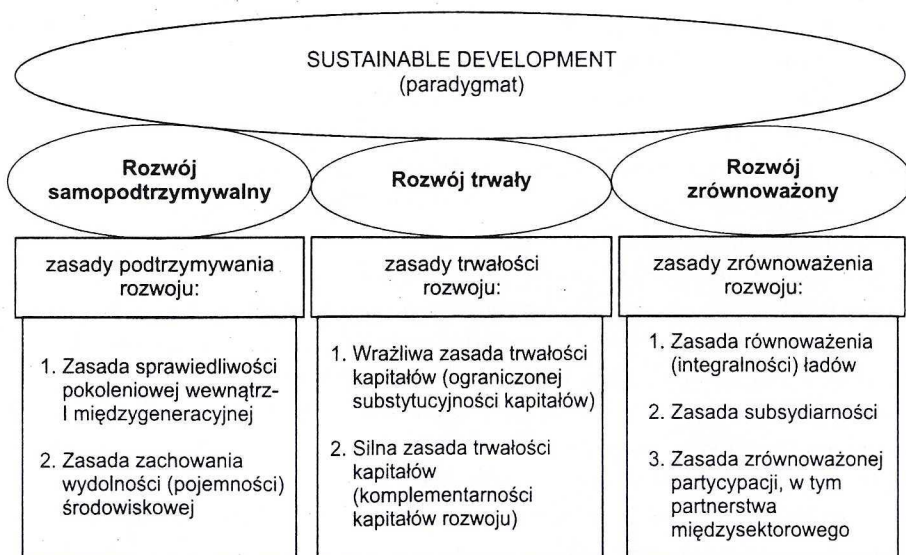 SUSTAINABLE DEVELOPMENT
(paradygmat)
Rozwój
samopodtrzymywalny
Rozwój trwały
Rozwój
zrównoważony
zasady podtrzymywania
rozwoju:
zasady trwałości
rozwoju:
zasady zrównoważenia
rozwoju:
1. Zasada sprawiedliwości
pokoleniowej wewnątrz-
I międzygeneracyjnej
2. Zasada zachowania
wydolności (pojemności)
środowiskowej
1. Wrażliwa zasada trwałości
kapitałów (ograniczonej
substytucyjności kapitałów)
2. Silna zasada trwałości
kapitałów
(komplementarności
kapitałów rozwoju)
1. Zasada równoważenia
(integralności) ładów
2. Zasada subsydiarności
3. Zasada zrównoważonej
partycypacji, w tym
partnerstwa
międzysektorowego